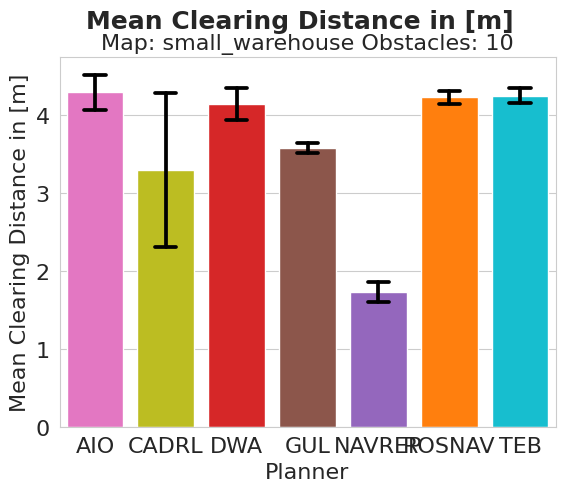 Mean Clearing Distance in [m]
Map: small_warehouse Obstacles: 10
Mean Clearing Distance in [m]
4
3
2
1
0
AIO CADRL DWA GUL NAVREP ROSNAV TEB
Planner